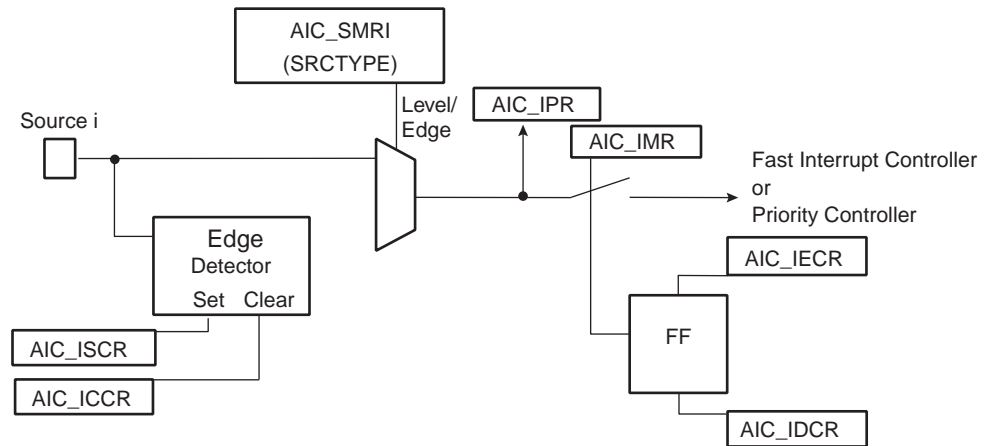 AIC_SMRI
(SRCTYPE)
Level/
Edge
AIC_IPR
Source i
AIC_IMR
Fast Interrupt Controller
or
Priority Controller
Edge
Detector
Set Clear
AIC_IECR
FF
AIC_ISCR
AIC_ICCR
AIC_IDCR